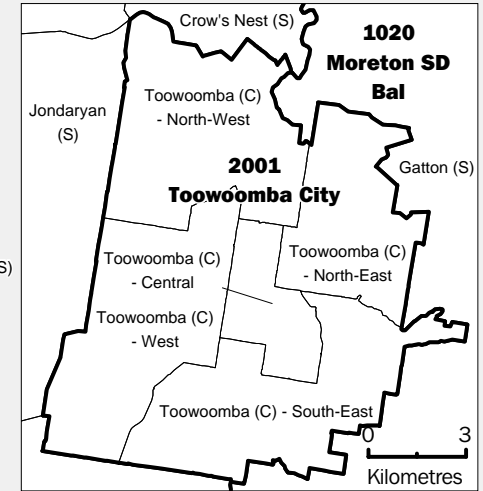 Crow's Nest (S)
1020
Moreton SD
Bal
Jondaryan
(S)
Toowoomba (C)
- North-West
2001
Toowoomba City
Gatton (S)
S)
Toowoomba (C)
- Central
Toowoomba (C)
- North-East
Toowoomba (C)
- West
Toowoomba (C) - South-East
0 3
Kilometres